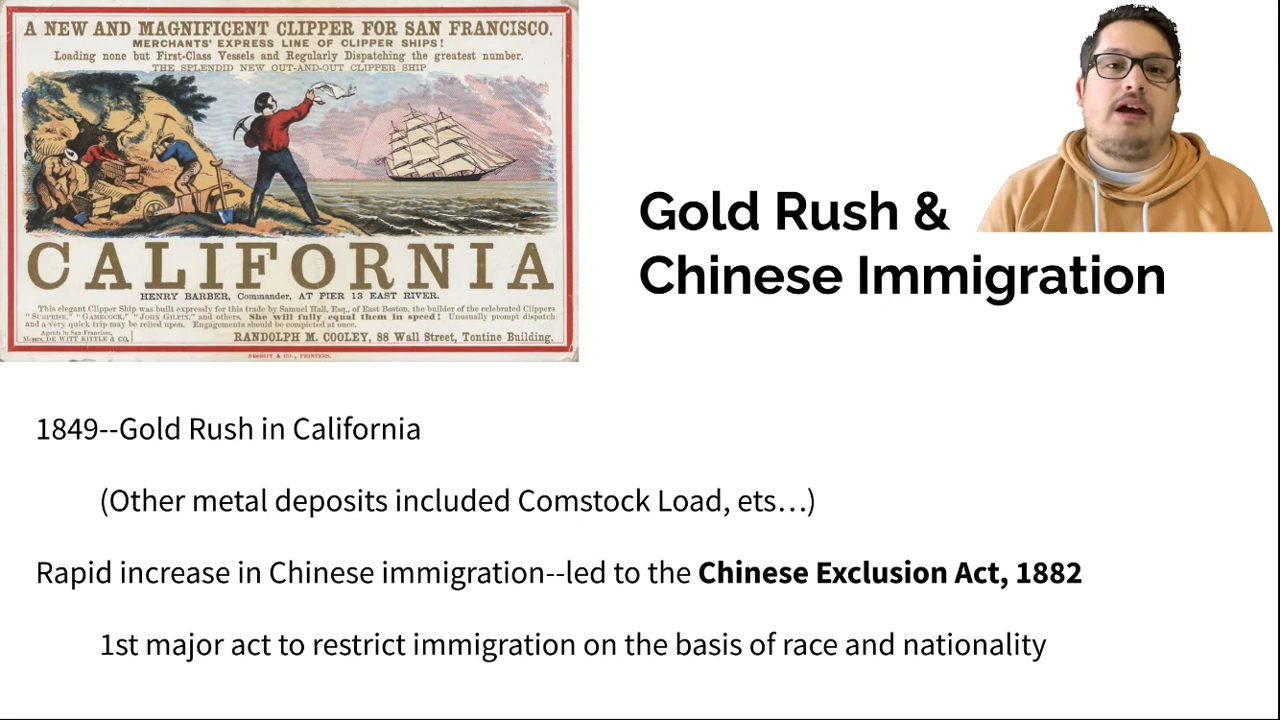 A NEW AND MAGNIFICENT CLIPPER FOR SAN FRANCISCO.
MERCHANTS' EXPRESS LINE OF CLIPPER SHIPS!
Loading none but First-Class Vessels and Regularly Dispatching the greatest number.
THE SPLENDID NEW OUT-AND-OUT CLIPPER SHIP
CALIFORNIA
HENRY BARBER, Commander, AT PIER 13 EAST RIVER.
This elegant Clipper Ship was built expressly for this trade by Samuel Hall, Esq., of East Boston, the builder of the celebrated Clippers
"SURPRISE," "GAMECOCK," "JOHN GILPIN," and others. She will fully equal them in speed! Unusually prompt dispatch
and a very quick trip may be relied upon. Engagements should be completed at once.
Agents in San Francisco,
Messrs. DE WITT KITTLE & CO.
RANDOLPH M. COOLEY, 88 Wall Street, Tontine Building.
NESBITT & CO., PRINTERS.
Gold Rush &
Chinese Immigration
1849--Gold Rush in California
(Other metal deposits included Comstock Load, ets…)
Rapid increase in Chinese immigration--led to the Chinese Exclusion Act, 1882
1st major act to restrict immigration on the basis of race and nationality